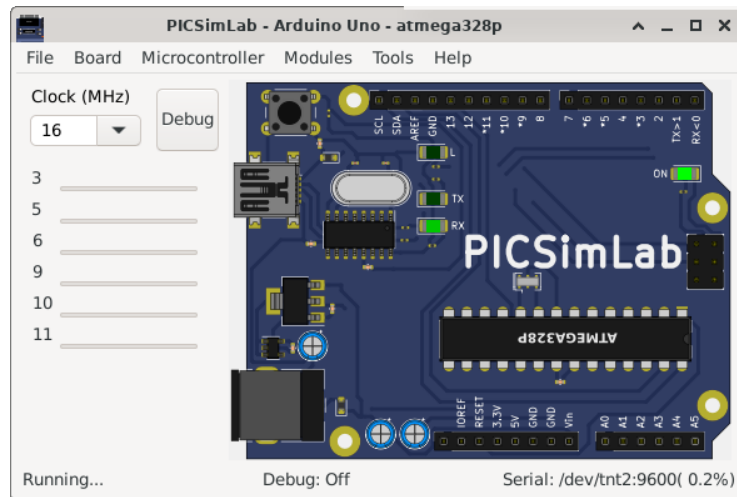 PICSimLab - Arduino Uno - atmega328p
File Board Microcontroller Modules Tools Help
Clock (MHz)
16
Debug
3
5
6
9
10
11
SCL
SDA
AREF
GND
13
12
*11
*10
*9
8
7
*6
*5
4
*3
2
TX>1
RX<0
L
TX
RX
ON
PICSimLab
ATMEGA328P
IOREF
RESET
3.3V
5V
GND
GND
Vin
A0
A1
A2
A3
A4
A5
Running...
Debug: Off
Serial: /dev/tnt2:9600( 0.2%)